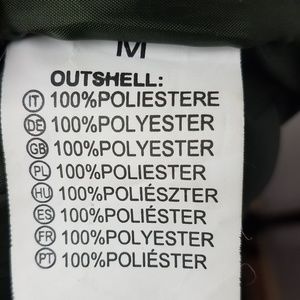 M
OUTSHELL:
IT 100%POLIESTERE
DE 100%POLYESTER
GB 100%POLYESTER
PL 100%POLIESTER
HU 100%POLIÉSZTER
ES 100%POLIÉSTER
FR 100%POLYESTER
PT 100%POLIÉSTER